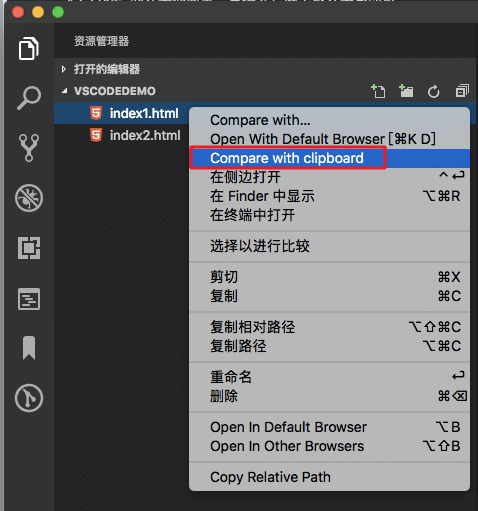 资源管理器
打开的编辑器
VSCODEDEMO
index1.html
index2.html
Compare with...
Open With Default Browser [⌘K D]
Compare with clipboard
在侧边打开 ⌃⏎
在 Finder 中显示 ⌥⌘R
在终端中打开
选择以进行比较
剪切 ⌘X
复制 ⌘C
复制相对路径 ⌥⇧⌘C
复制路径 ⌥⌘C
重命名 ⏎
删除 ⌘⌫
Open In Default Browser ⌥B
Open In Other Browsers ⌥⇧B
Copy Relative Path